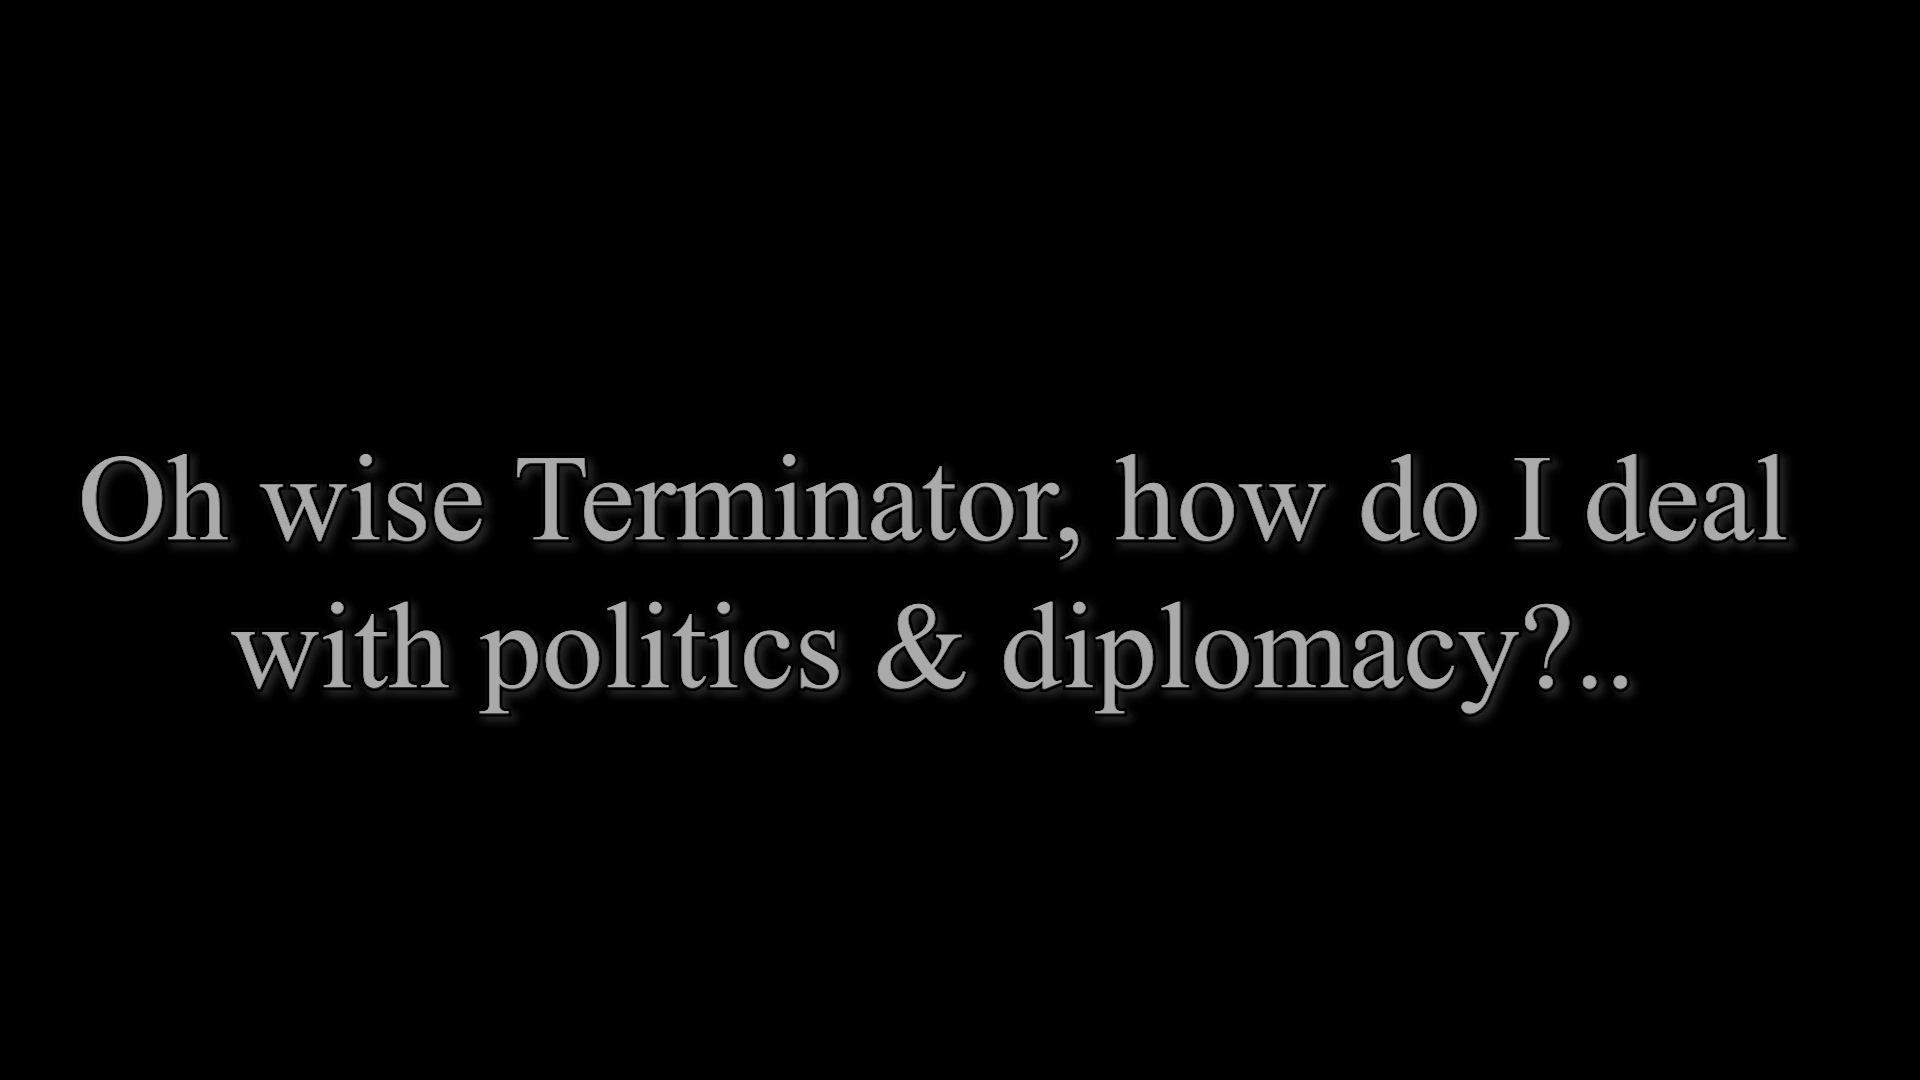 Oh wise Terminator, how do I deal
with politics & diplomacy?..